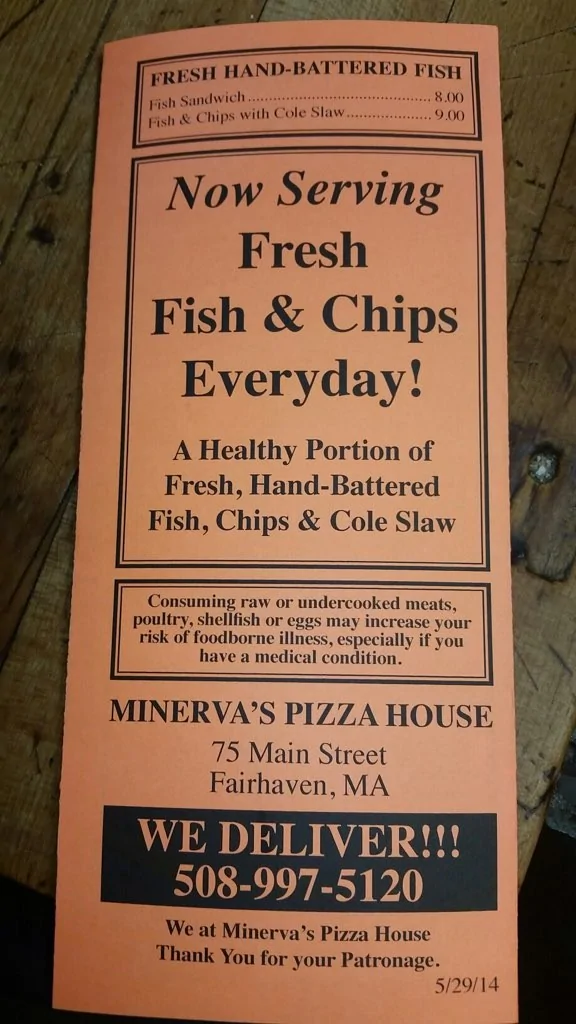 FRESH HAND-BATTERED FISH
Fish Sandwich .......................................... 8.00
Fish & Chips with Cole Slaw.................... 9.00
Now Serving
Fresh
Fish & Chips
Everyday!
A Healthy Portion of
Fresh, Hand-Battered
Fish, Chips & Cole Slaw
Consuming raw or undercooked meats,
poultry, shellfish or eggs may increase your
risk of foodborne illness, especially if you
have a medical condition.
MINERVA'S PIZZA HOUSE
75 Main Street
Fairhaven, MA
WE DELIVER!!!
508-997-5120
We at Minerva's Pizza House
Thank You for your Patronage.
5/29/14